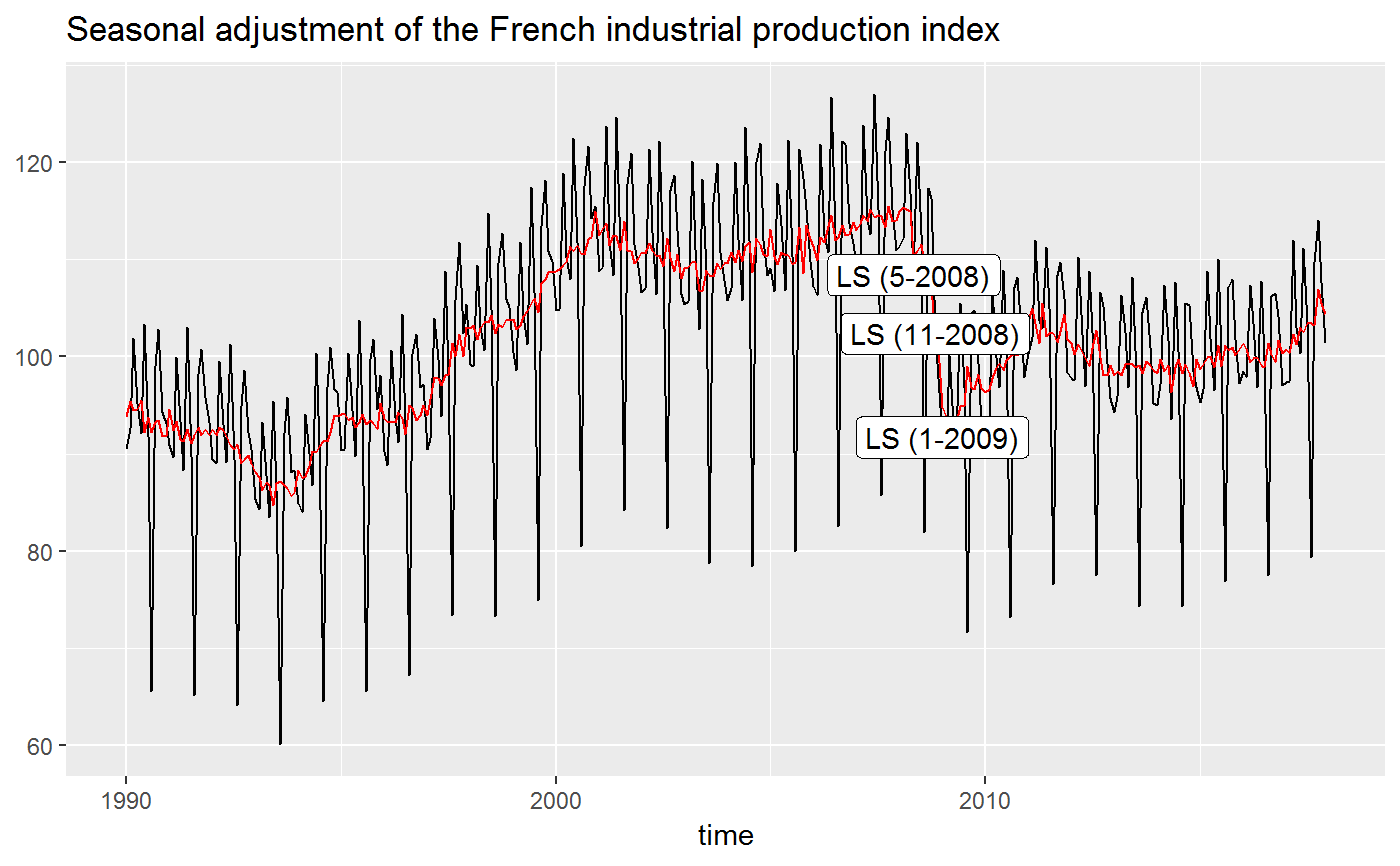 Seasonal adjustment of the French industrial production index
120
100
80
60
LS (5-2008)
LS (11-2008)
LS (1-2009)
1990
2000
2010
time